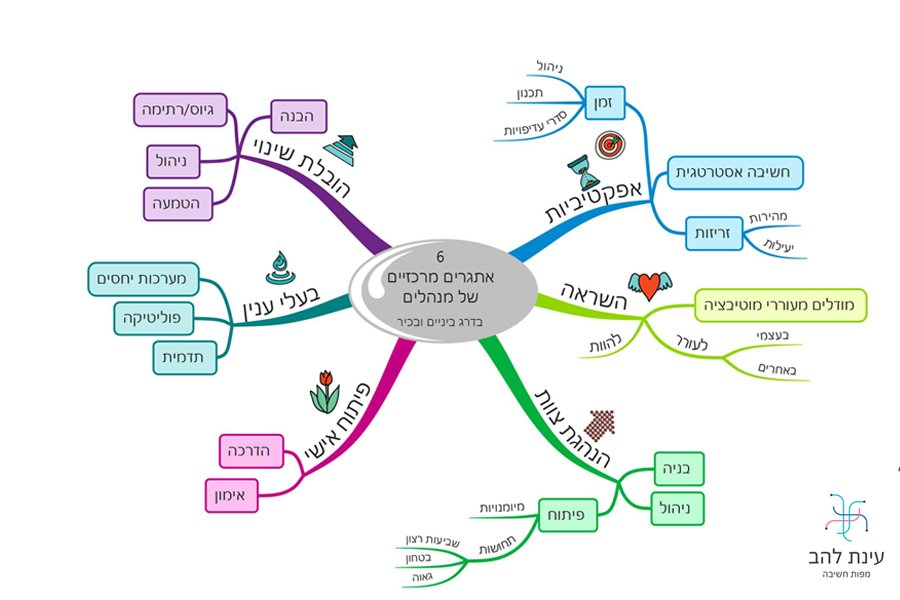 6
אתגרים מרכזיים
של מנהלים
בדרג ביניים ובכיר
אפקטיביות
זמן
ניהול
תכנון
סדרי עדיפויות
חשיבה אסטרטגית
זריזות
מהירות
יעילות
השראה
מודלים מעוררי מוטיבציה
לעורר
בעצמי
באחרים
להוות
הנהגת צוות
בניה
ניהול
פיתוח
מיומנויות
תחושות
שביעות רצון
בטחון
גאוה
פיתוח אישי
הדרכה
אימון
בעלי ענין
מערכות יחסים
פוליטיקה
תדמית
הובלת שינוי
הבנה
גיוס/רתימה
ניהול
הטמעה
עינת להב
מפות חשיבה